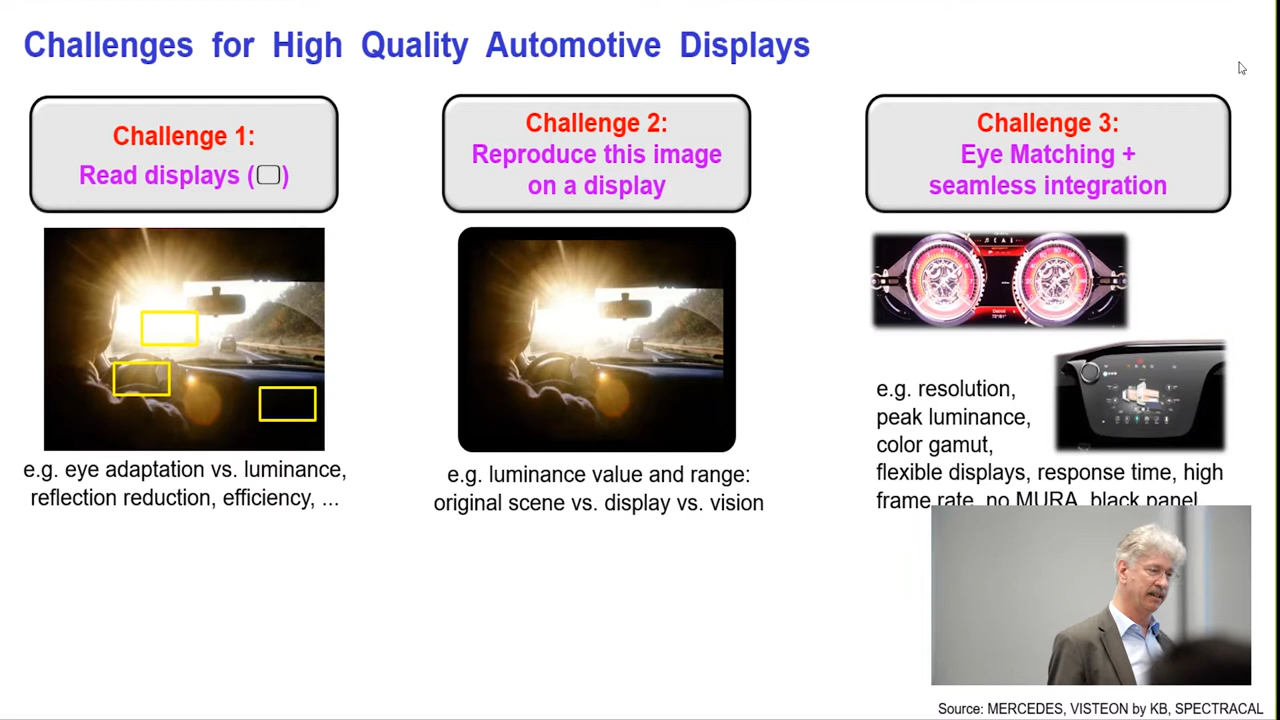 Challenges for High Quality Automotive Displays
Challenge 1:
Read displays (▢)
e.g. eye adaptation vs. luminance,
reflection reduction, efficiency, ...
Challenge 2:
Reproduce this image
on a display
e.g. luminance value and range:
original scene vs. display vs. vision
Challenge 3:
Eye Matching +
seamless integration
e.g. resolution,
peak luminance,
color gamut,
flexible displays, response time, high
frame rate, no MURA, black panel
Source: MERCEDES, VISTEON by KB, SPECTRACAL